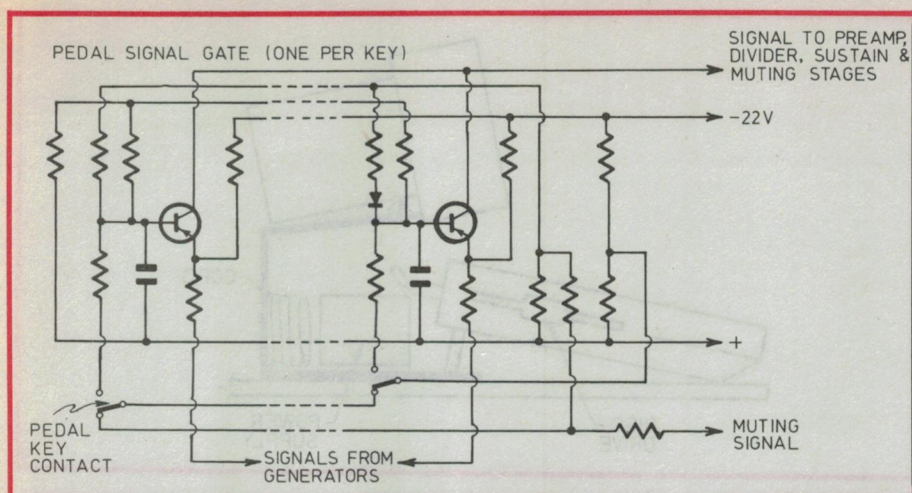 PEDAL SIGNAL GATE (ONE PER KEY)
SIGNAL TO PREAMP,
DIVIDER, SUSTAIN &
MUTING STAGES
-22V
+
PEDAL
KEY
CONTACT
SIGNALS FROM
GENERATORS
MUTING
SIGNAL